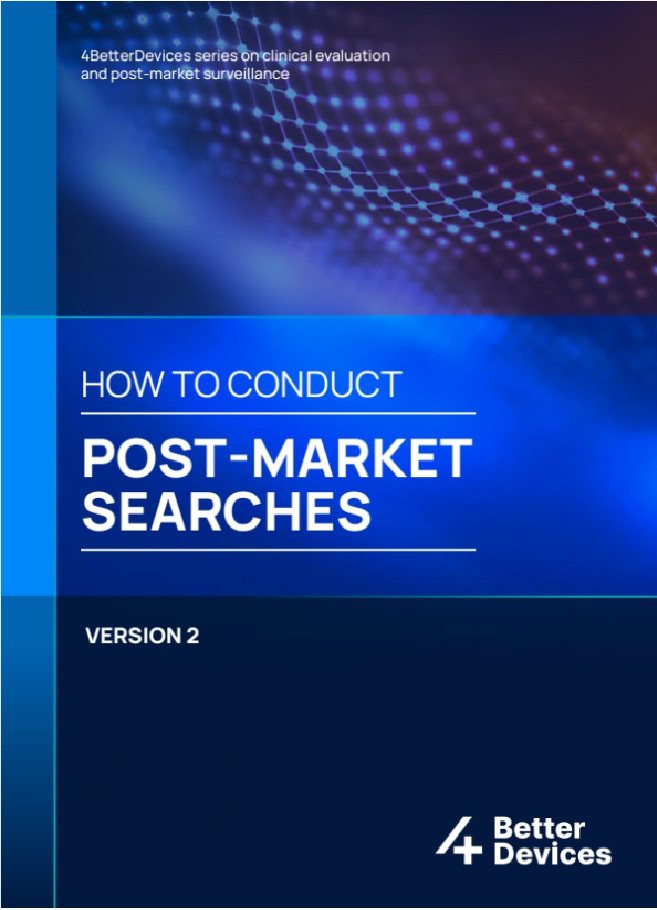 4BetterDevices series on clinical evaluation
and post-market surveillance
HOW TO CONDUCT
POST-MARKET
SEARCHES
VERSION 2
4 Better
Devices